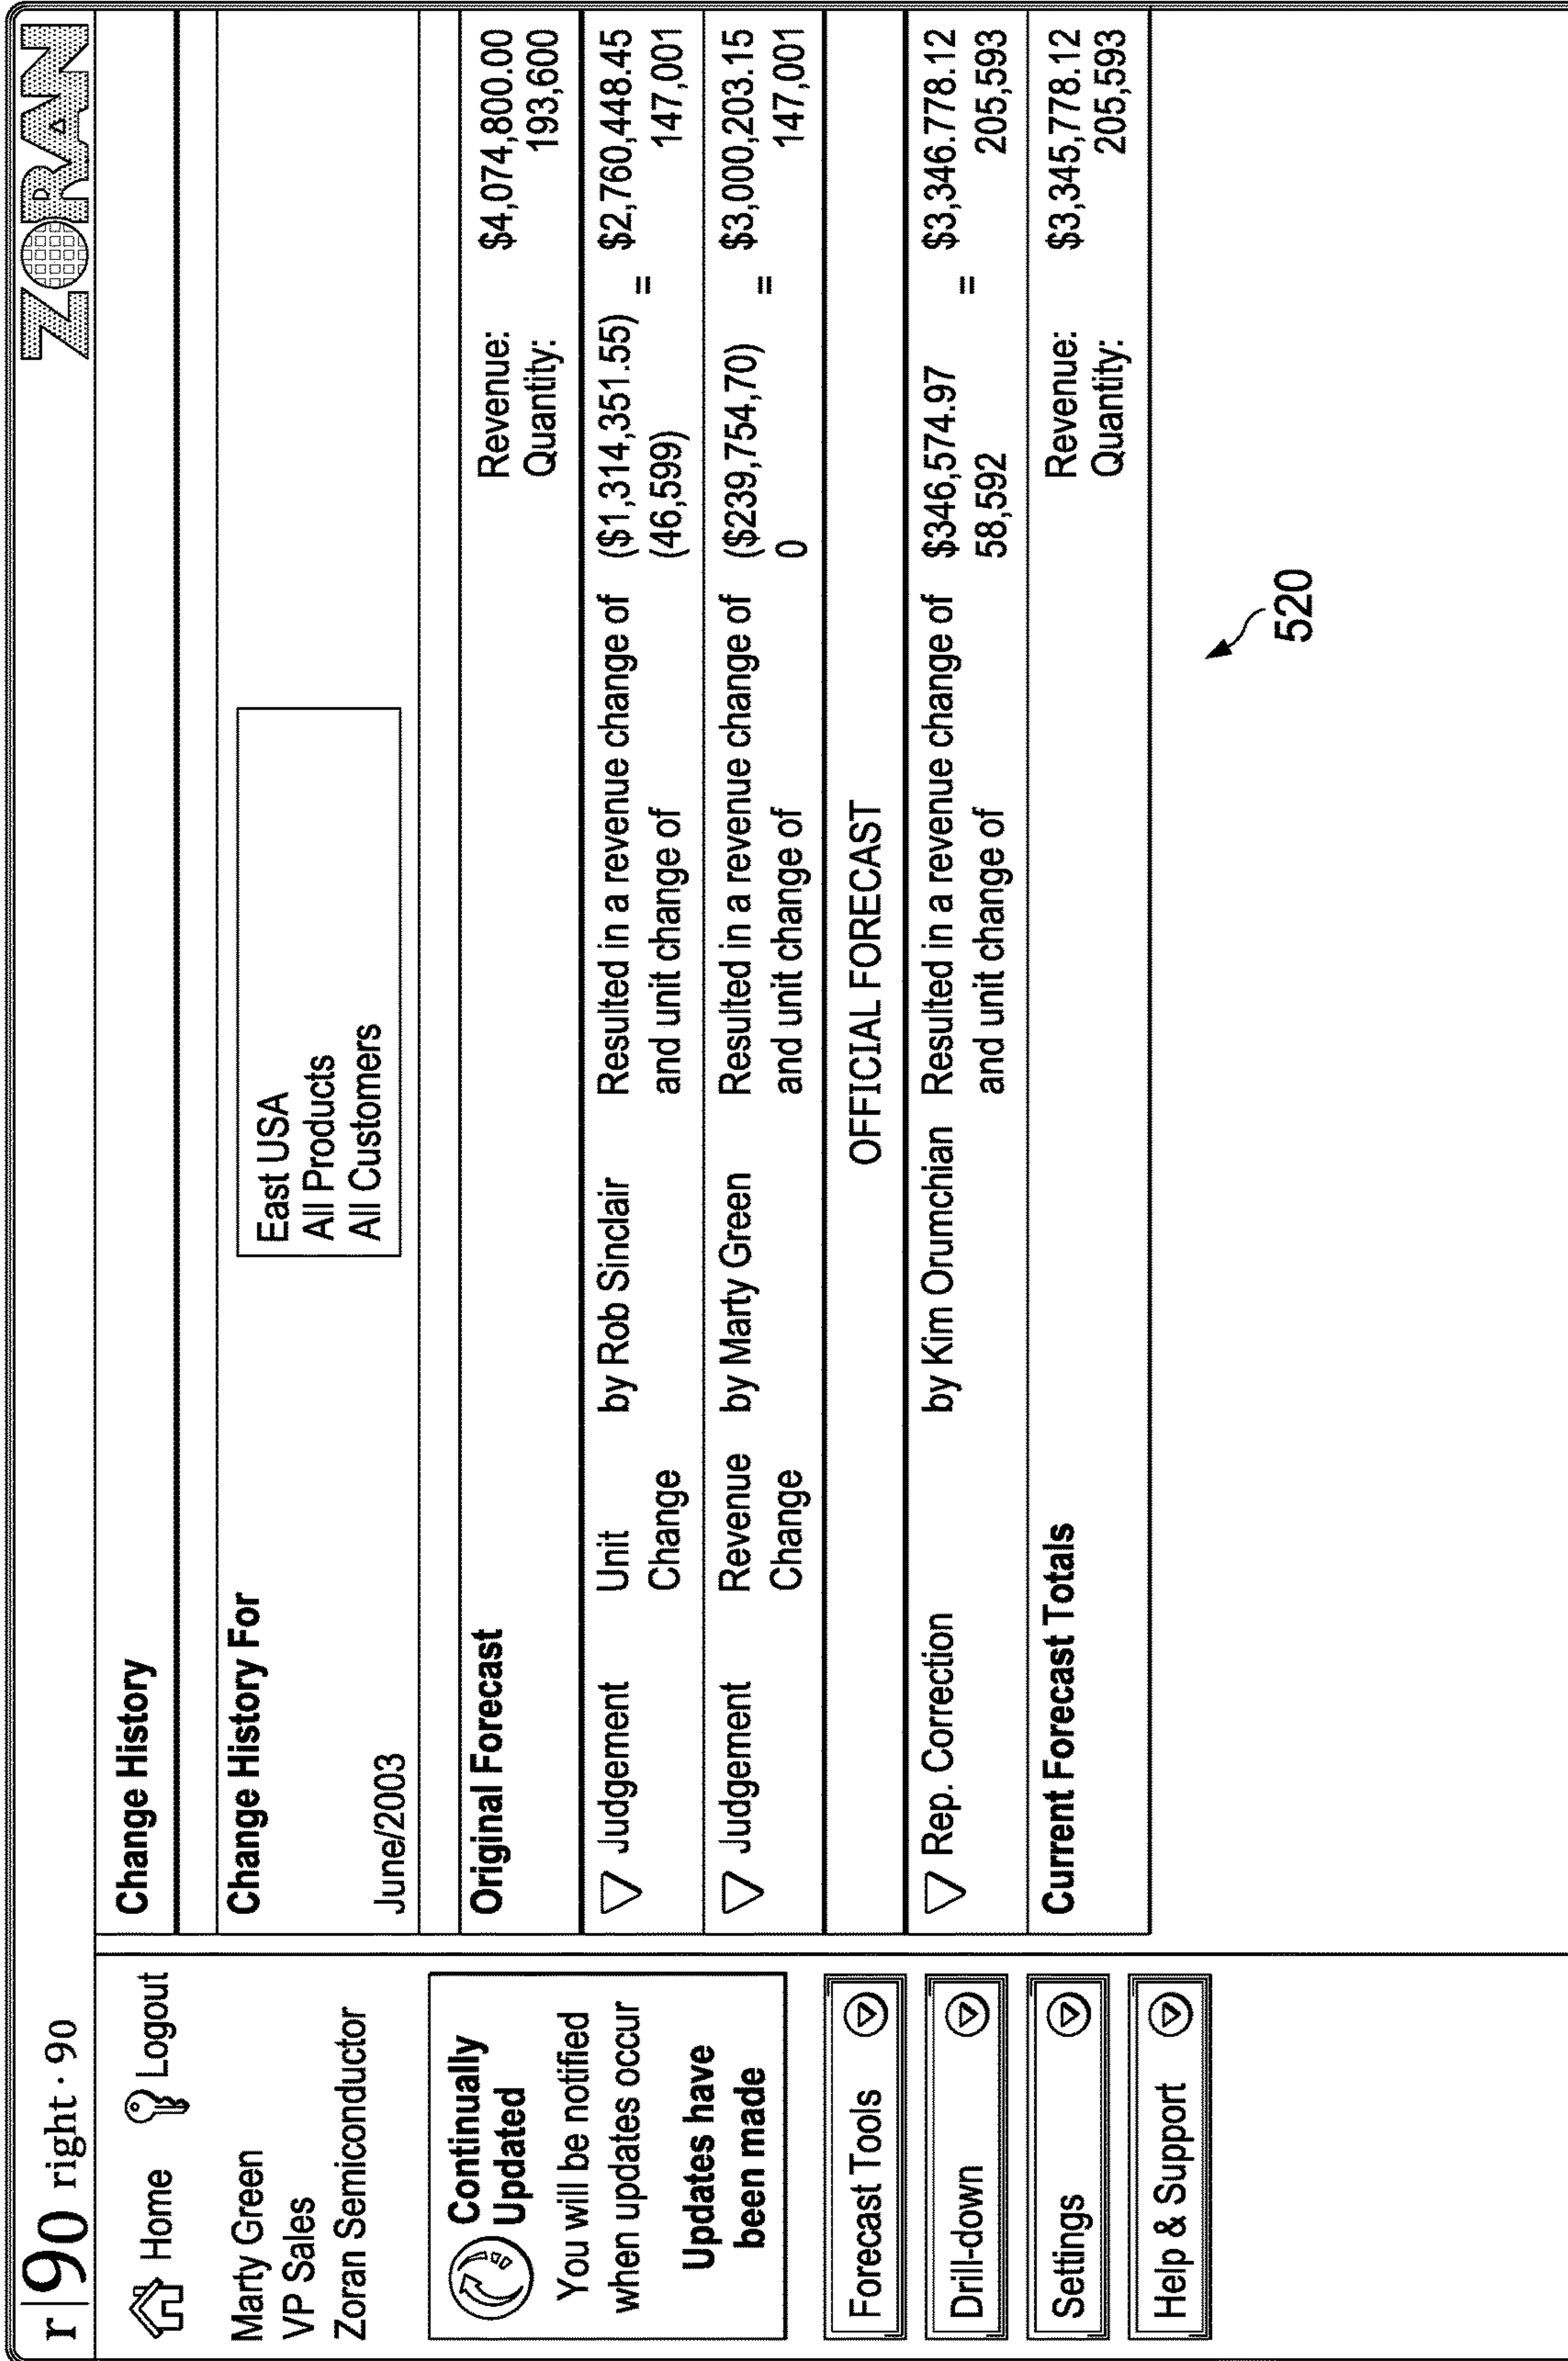 r|90 right · 90
ZORAN
Home Logout
Marty Green
VP Sales
Zoran Semiconductor
Continually
Updated
You will be notified
when updates occur
Updates have
been made
Forecast Tools
Drill-down
Settings
Help & Support
Change History
Change History For
East USA
All Products
All Customers
June/2003
Original Forecast Revenue: $4,074,800.00
Quantity: 193,600
Judgement Unit by Rob Sinclair Resulted in a revenue change of ($1,314,351.55) = $2,760,448.45
Change and unit change of (46,599) 147,001
Judgement Revenue by Marty Green Resulted in a revenue change of ($239,754,70) = $3,000,203.15
Change and unit change of 0 147,001
OFFICIAL FORECAST
Rep. Correction by Kim Orumchian Resulted in a revenue change of $346,574.97 = $3,346.778.12
and unit change of 58,592 205,593
Current Forecast Totals Revenue: $3,345,778.12
Quantity: 205,593
520